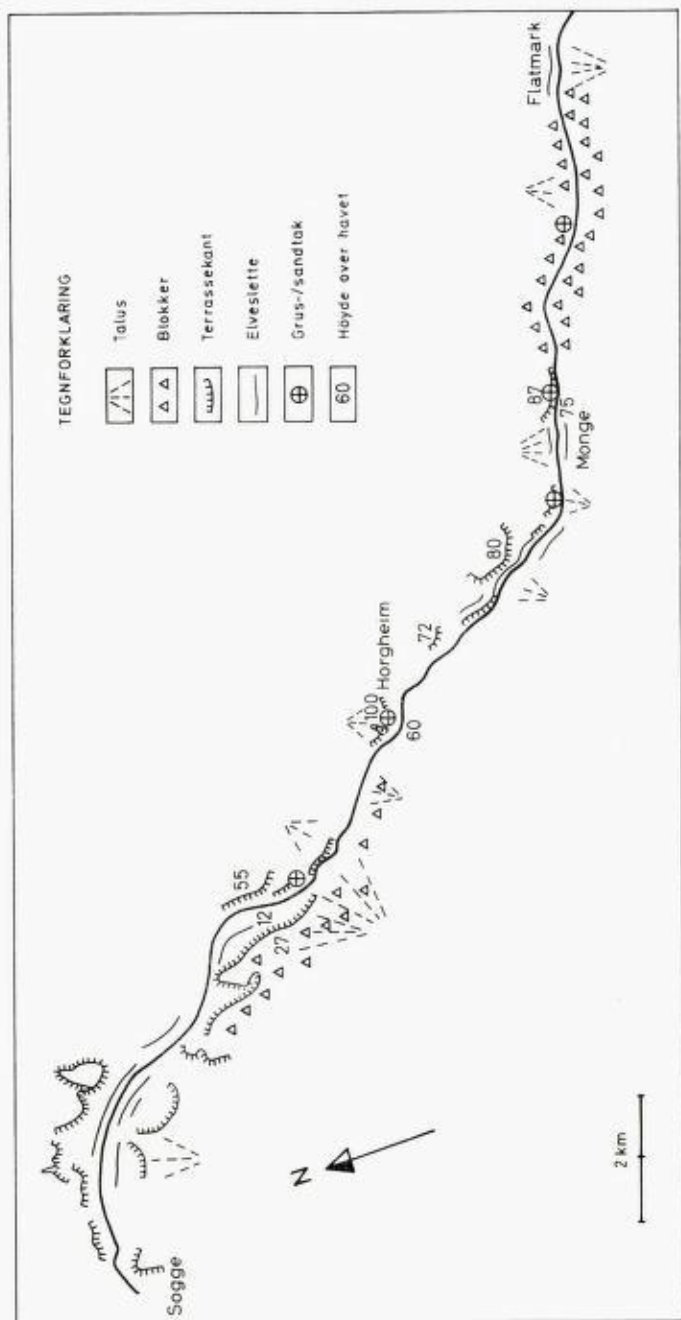 TEGNFORKLARING
Talus
Blokker
Terrassekant
Elveslette
Grus-/sandtak
60 Höyde over havet
Flatmark
87
75
Monge
80
72
Horgheim
100
60
55
12
27
Sogge
N
2 km